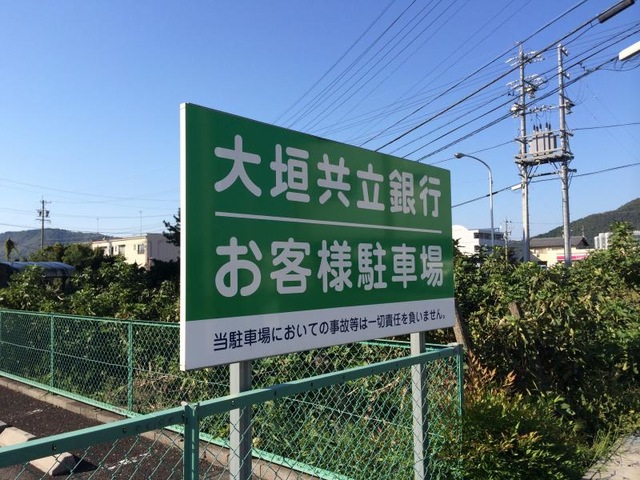 大垣共立銀行
お客様駐車場
当駐車場においての事故等は一切責任を負いません。